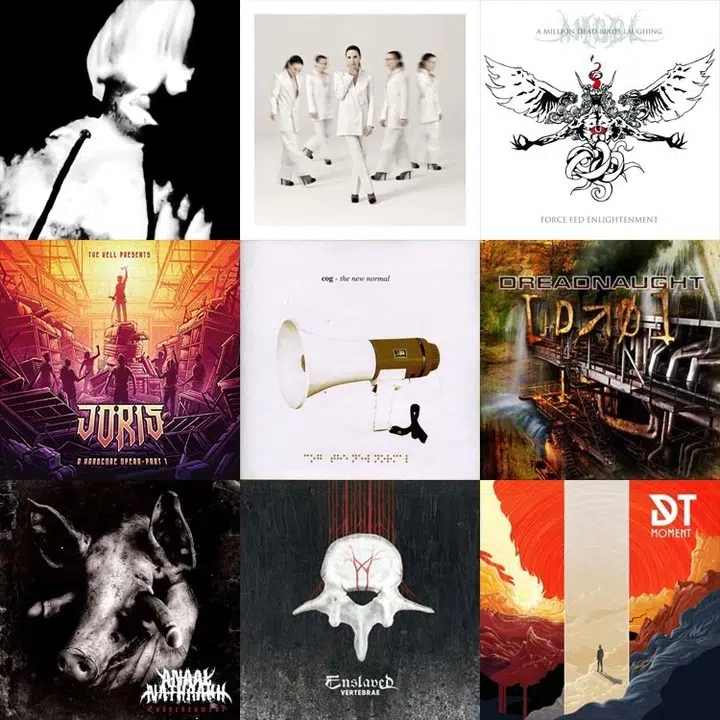 A MILLION DEAD BIRDS LAUGHING
FORCE FED ENLIGHTENMENT
THE HELL PRESENTS
JORIS
A HARDCORE OPERA-PART 1
cog - the new normal
DREADNAUGHT
ANAAL
NATHRAKH
Endarkenment
Enslaved
VERTEBRAE
DT
MOMENT